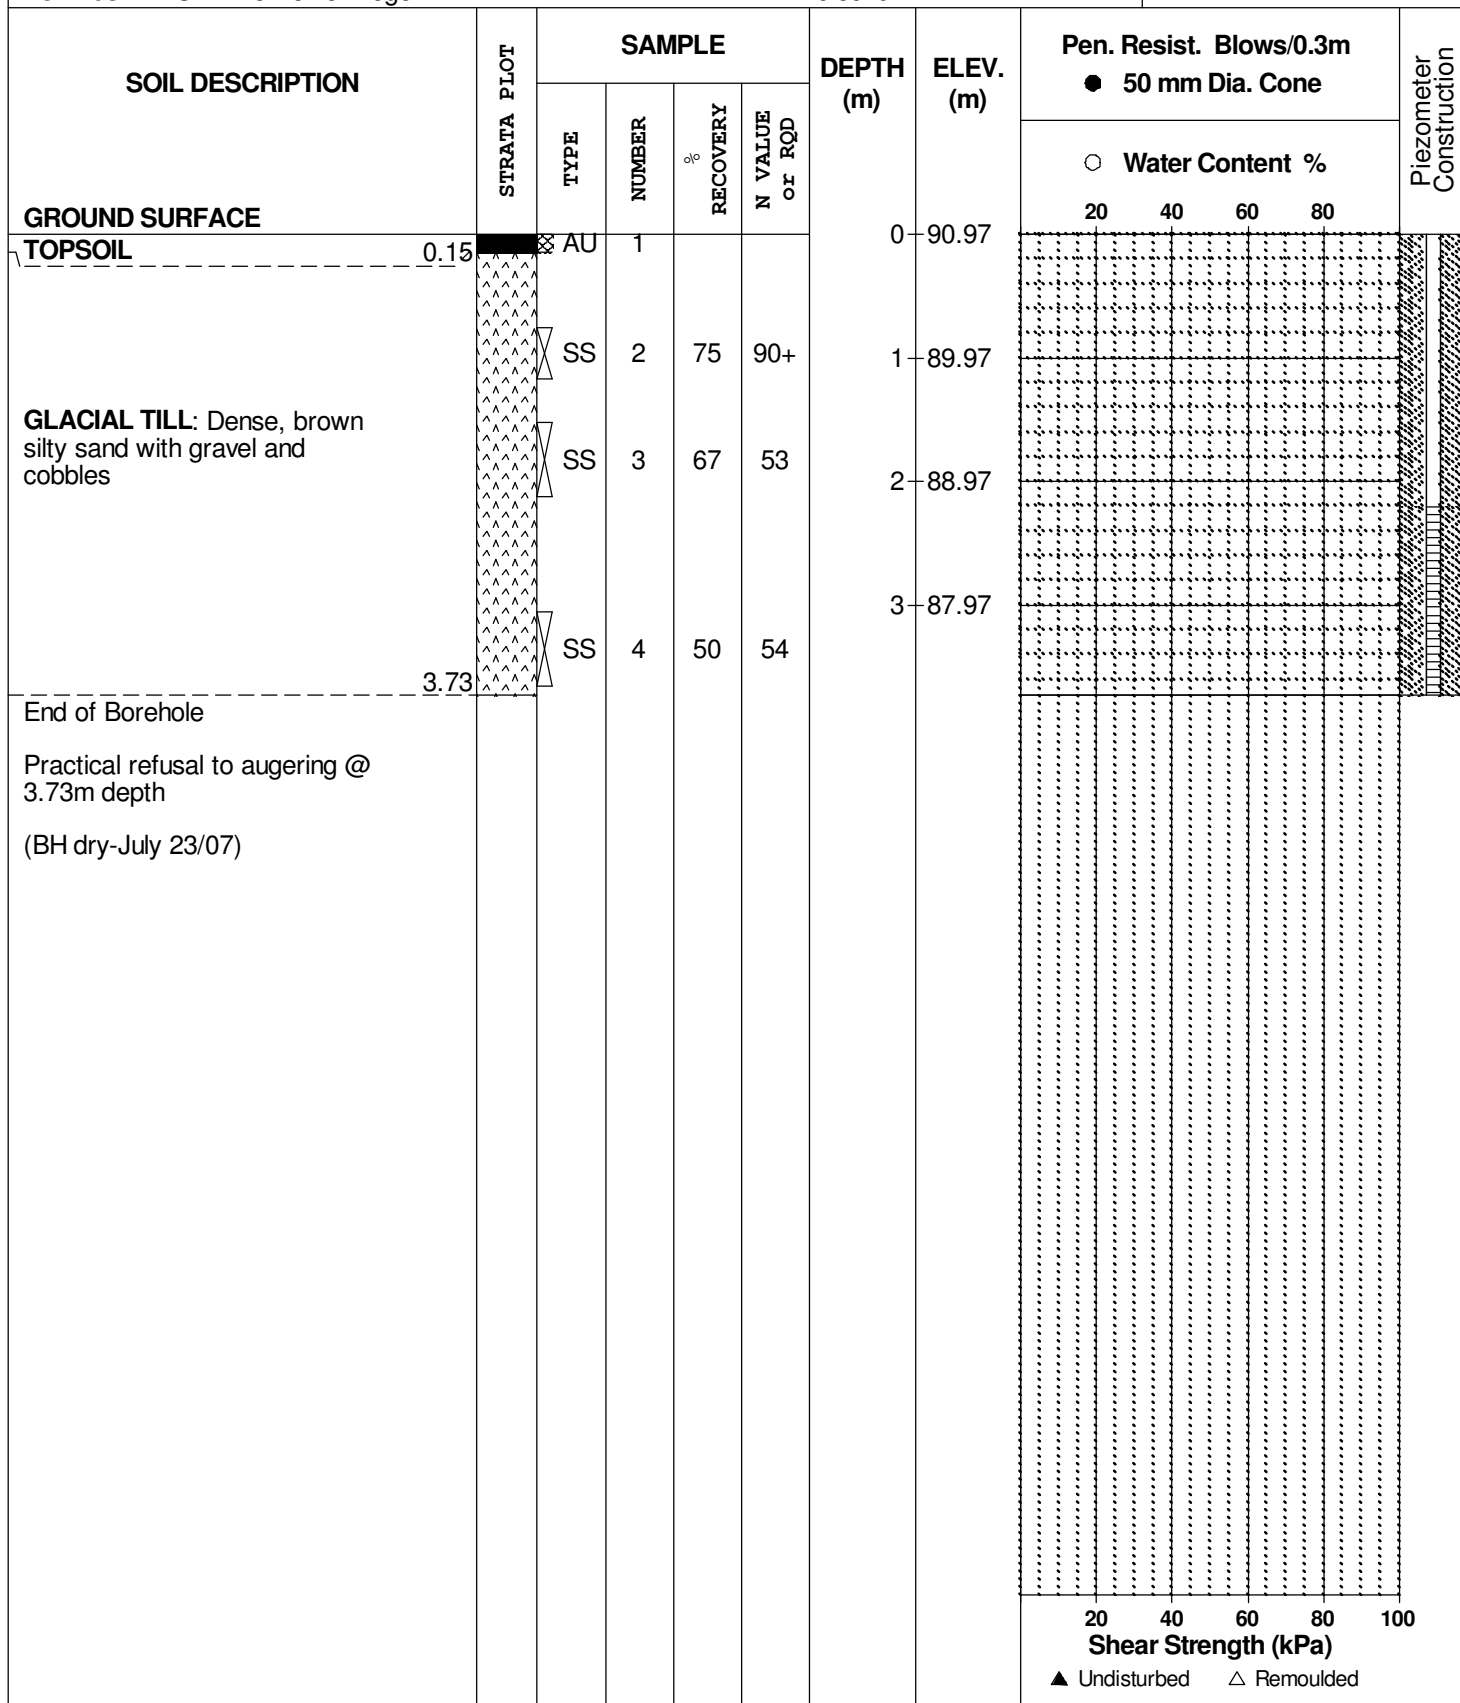 SOIL DESCRIPTION
STRATA PLOT
SAMPLE
TYPE
NUMBER
% RECOVERY
N VALUE or RQD
DEPTH (m)
ELEV. (m)
Pen. Resist. Blows/0.3m
● 50 mm Dia. Cone
○ Water Content %
20 40 60 80
Piezometer Construction
GROUND SURFACE
TOPSOIL 0.15
AU 1
0 90.97
SS 2 75 90+
1 89.97
GLACIAL TILL: Dense, brown
silty sand with gravel and
cobbles
SS 3 67 53
2 88.97
3 87.97
SS 4 50 54
3.73
End of Borehole
Practical refusal to augering @
3.73m depth
(BH dry-July 23/07)
20 40 60 80 100
Shear Strength (kPa)
▲ Undisturbed △ Remoulded